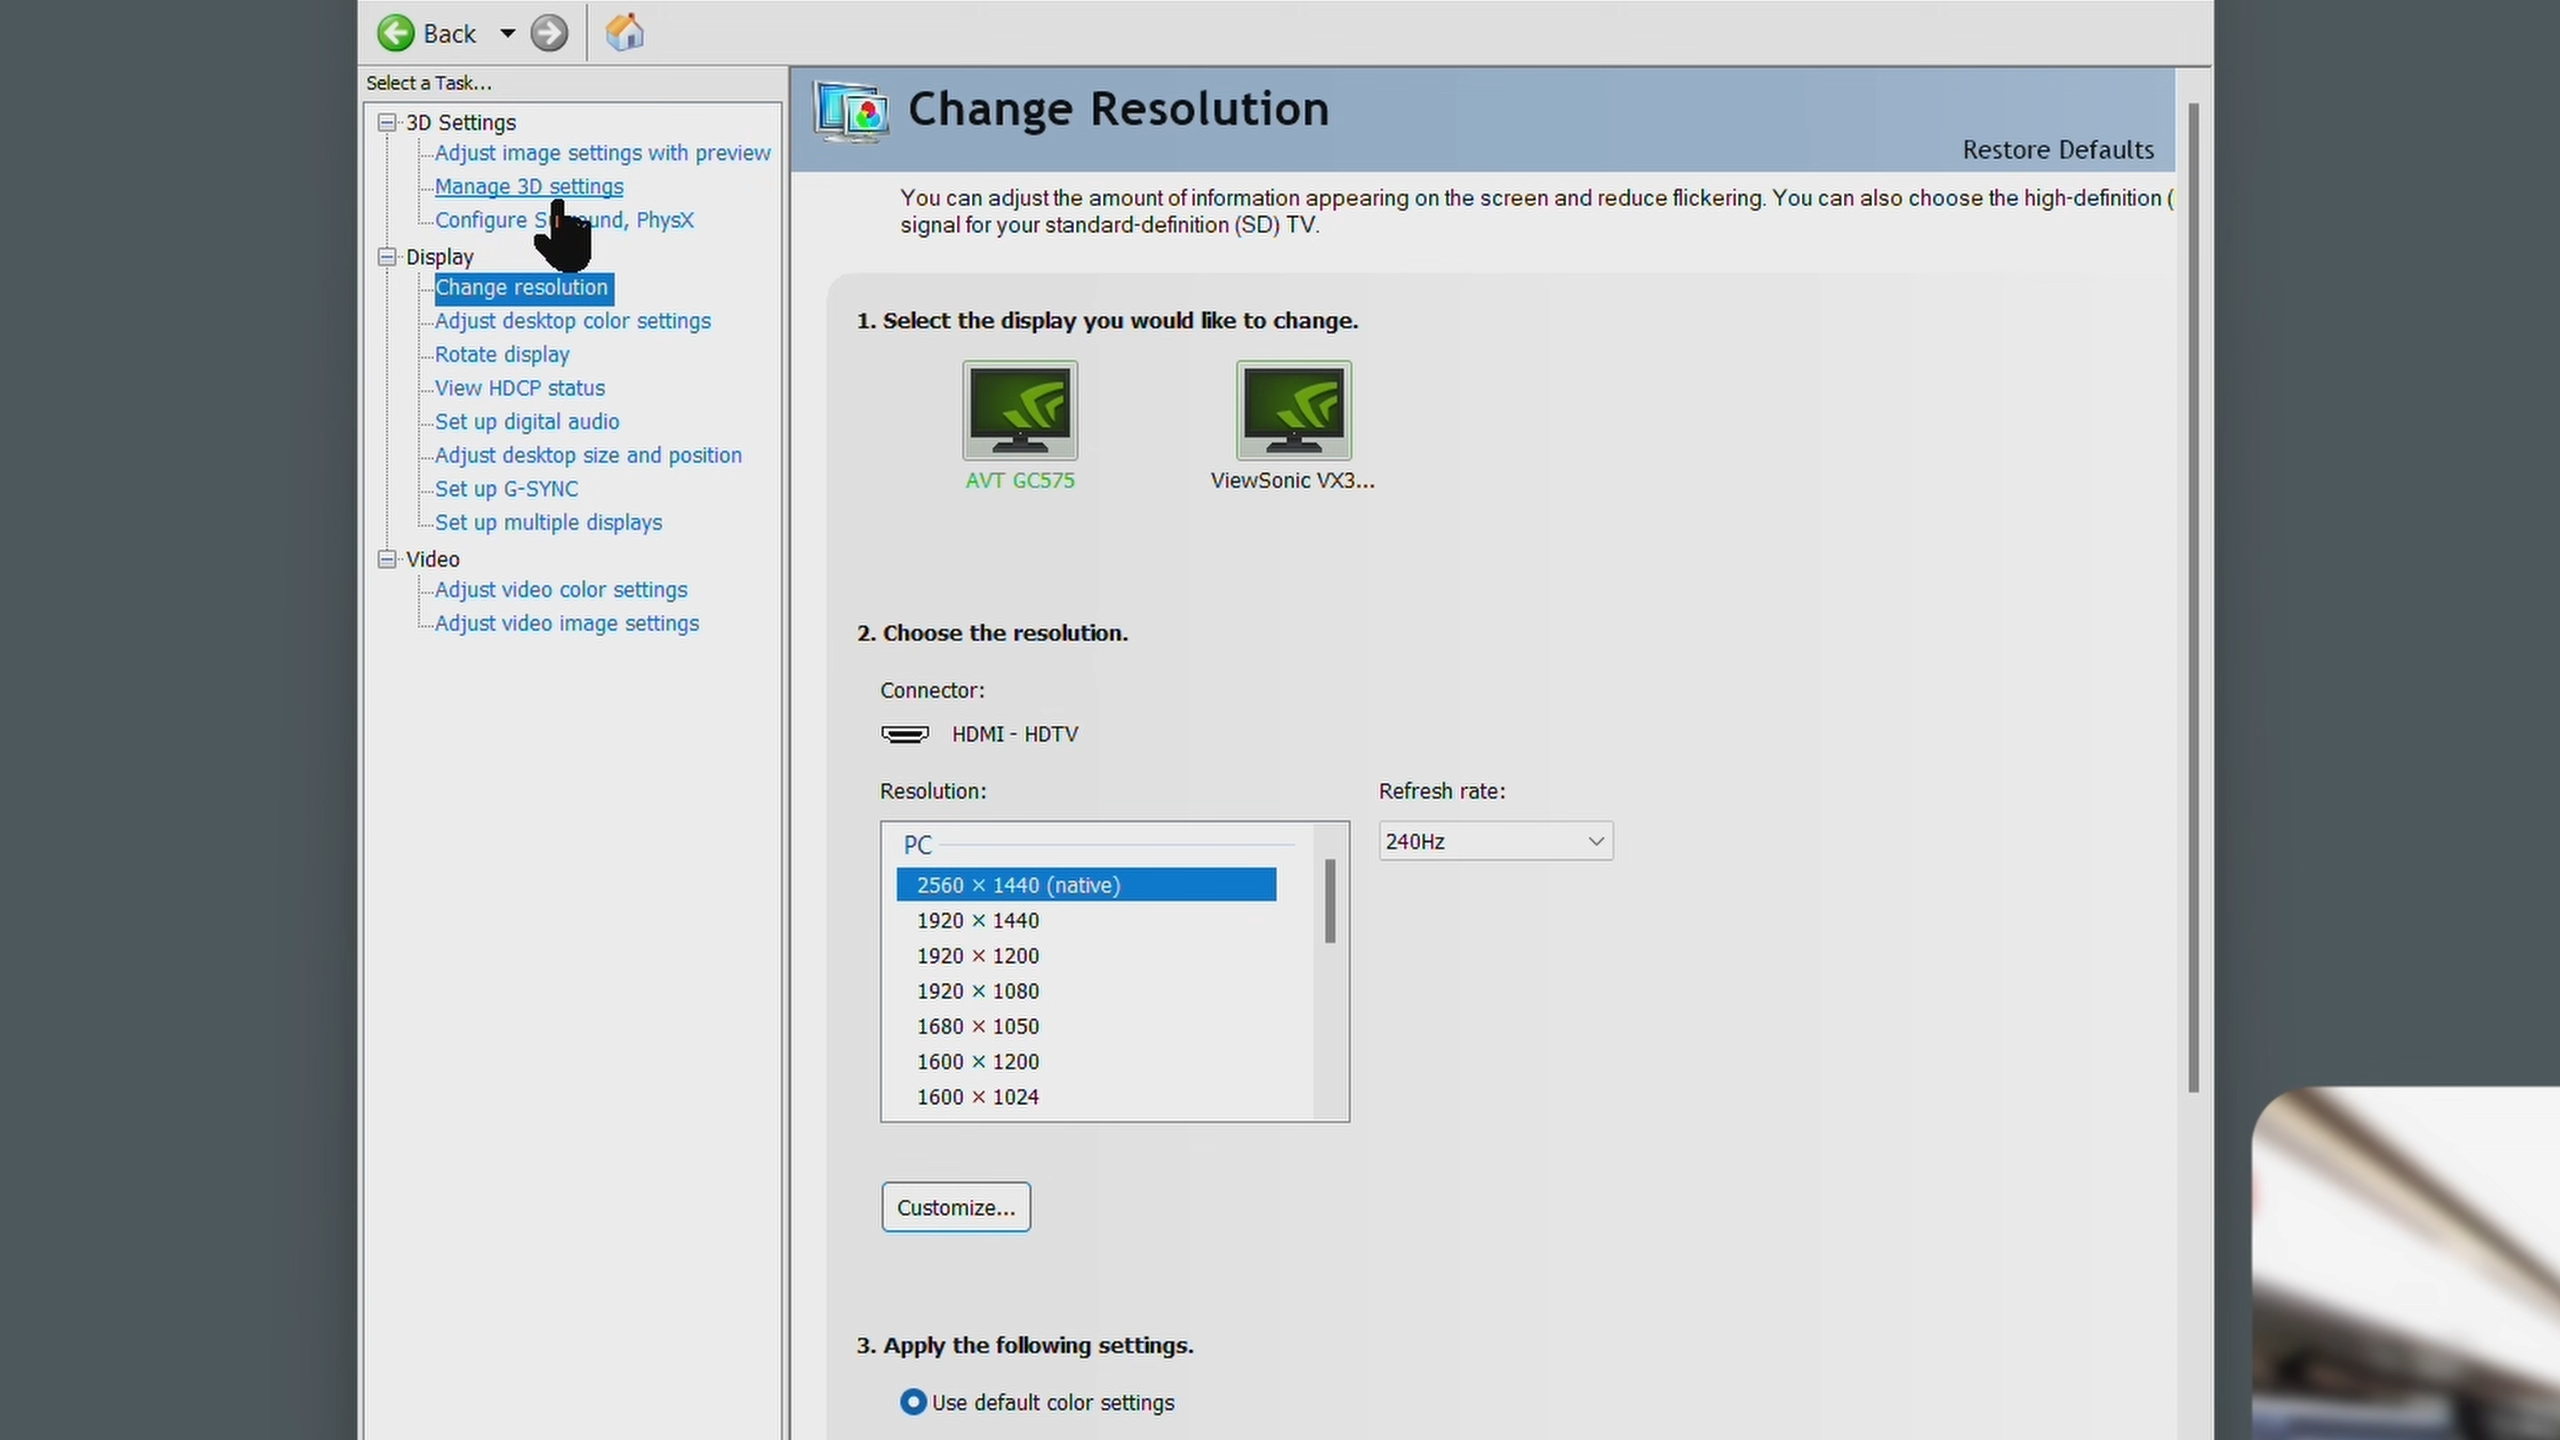 Back
Select a Task...
3D Settings
Adjust image settings with preview
Manage 3D settings
Configure Surround, PhysX
Display
Change resolution
Adjust desktop color settings
Rotate display
View HDCP status
Set up digital audio
Adjust desktop size and position
Set up G-SYNC
Set up multiple displays
Video
Adjust video color settings
Adjust video image settings
Change Resolution
Restore Defaults
You can adjust the amount of information appearing on the screen and reduce flickering. You can also choose the high-definition (
signal for your standard-definition (SD) TV.
1. Select the display you would like to change.
AVT GC575
ViewSonic VX3...
2. Choose the resolution.
Connector:
HDMI - HDTV
Resolution:
Refresh rate:
PC
240Hz
2560 × 1440 (native)
1920 × 1440
1920 × 1200
1920 × 1080
1680 × 1050
1600 × 1200
1600 × 1024
Customize...
3. Apply the following settings.
Use default color settings